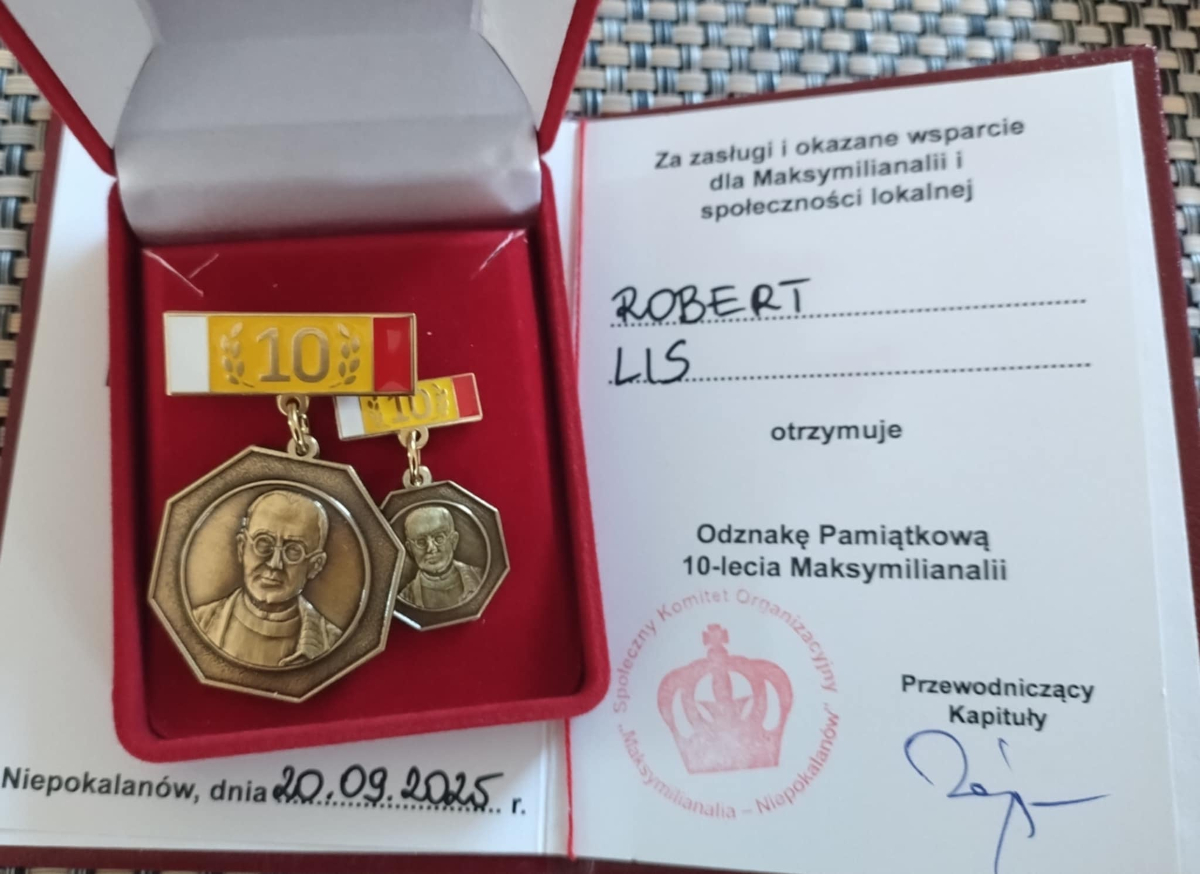 Za zasługi i okazane wsparcie
dla Maksymilianalii i
społeczności lokalnej
ROBERT
LIS
otrzymuje
Odznakę Pamiątkową
10-lecia Maksymilianalii
Społeczny Komitet Organizacyjny
„Maksymilianalia – Niepokalanów"
Przewodniczący
Kapituły
10
10
Niepokalanów, dnia 20.09.2025 r.